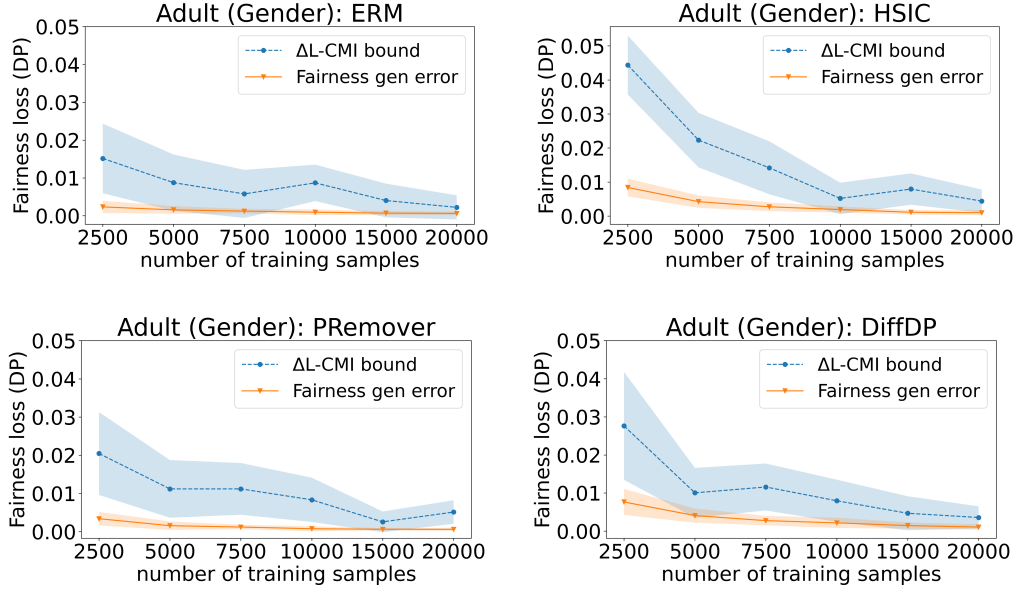 Adult (Gender): ERM
0.05
0.04
0.03
0.02
0.01
0.00
Fairness loss (DP)
ΔL-CMI bound
Fairness gen error
2500 5000 7500 10000 15000 20000
number of training samples
Adult (Gender): HSIC
0.05
0.04
0.03
0.02
0.01
0.00
Fairness loss (DP)
ΔL-CMI bound
Fairness gen error
2500 5000 7500 10000 15000 20000
number of training samples
Adult (Gender): PRemover
0.05
0.04
0.03
0.02
0.01
0.00
Fairness loss (DP)
ΔL-CMI bound
Fairness gen error
2500 5000 7500 10000 15000 20000
number of training samples
Adult (Gender): DiffDP
0.05
0.04
0.03
0.02
0.01
0.00
Fairness loss (DP)
ΔL-CMI bound
Fairness gen error
2500 5000 7500 10000 15000 20000
number of training samples